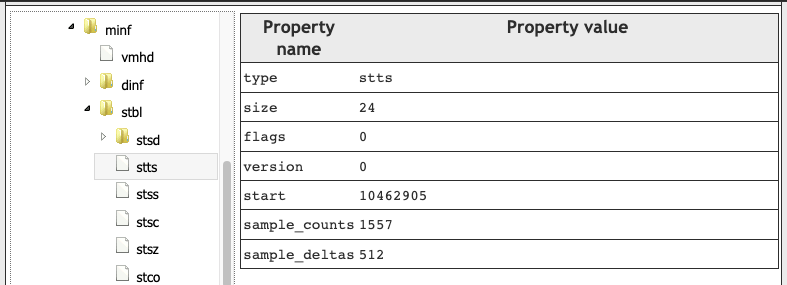 minf
vmhd
dinf
stbl
stsd
stts
stss
stsc
stsz
stco
Property name Property value
type stts
size 24
flags 0
version 0
start 10462905
sample_counts 1557
sample_deltas 512